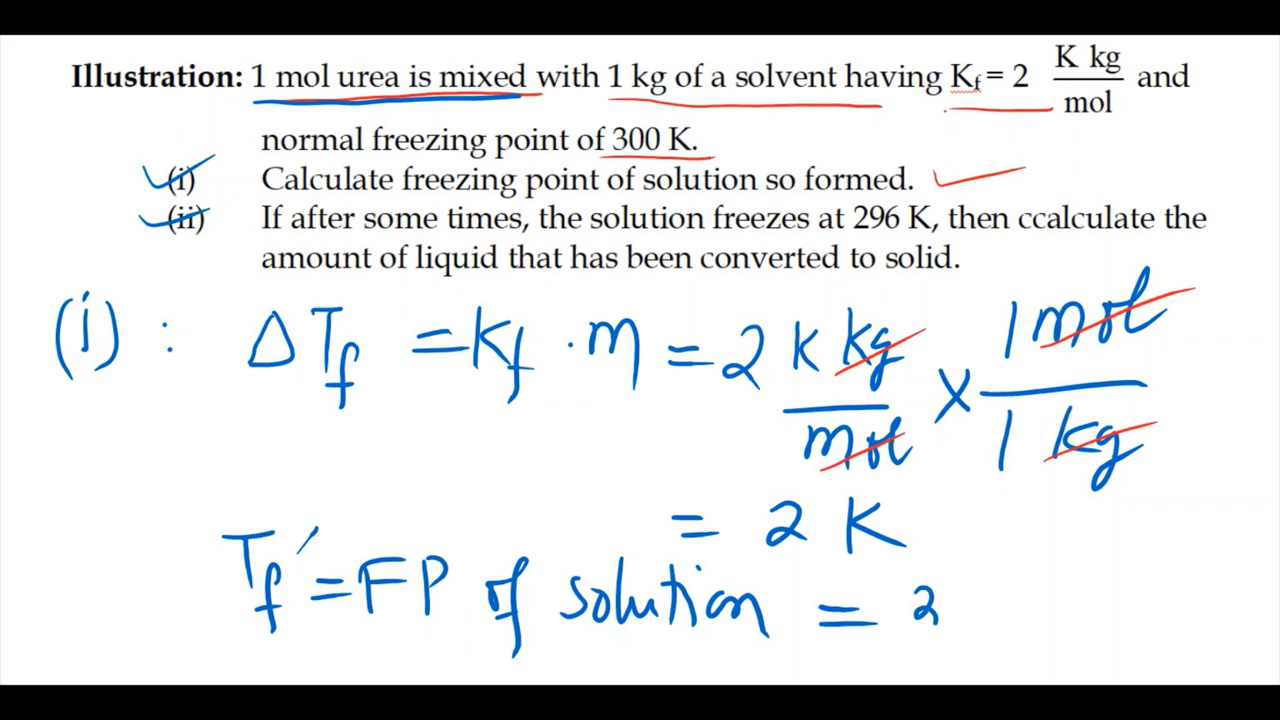 Illustration: 1 mol urea is mixed with 1 kg of a solvent having Kf = 2 K kg/mol and
normal freezing point of 300 K.
(i) Calculate freezing point of solution so formed.
(ii) If after some times, the solution freezes at 296 K, then ccalculate the
amount of liquid that has been converted to solid.
(i) : ΔTf = Kf · m = 2 K kg/mol × 1 mol/1 kg
= 2 K
Tf′ = FP of solution = 2